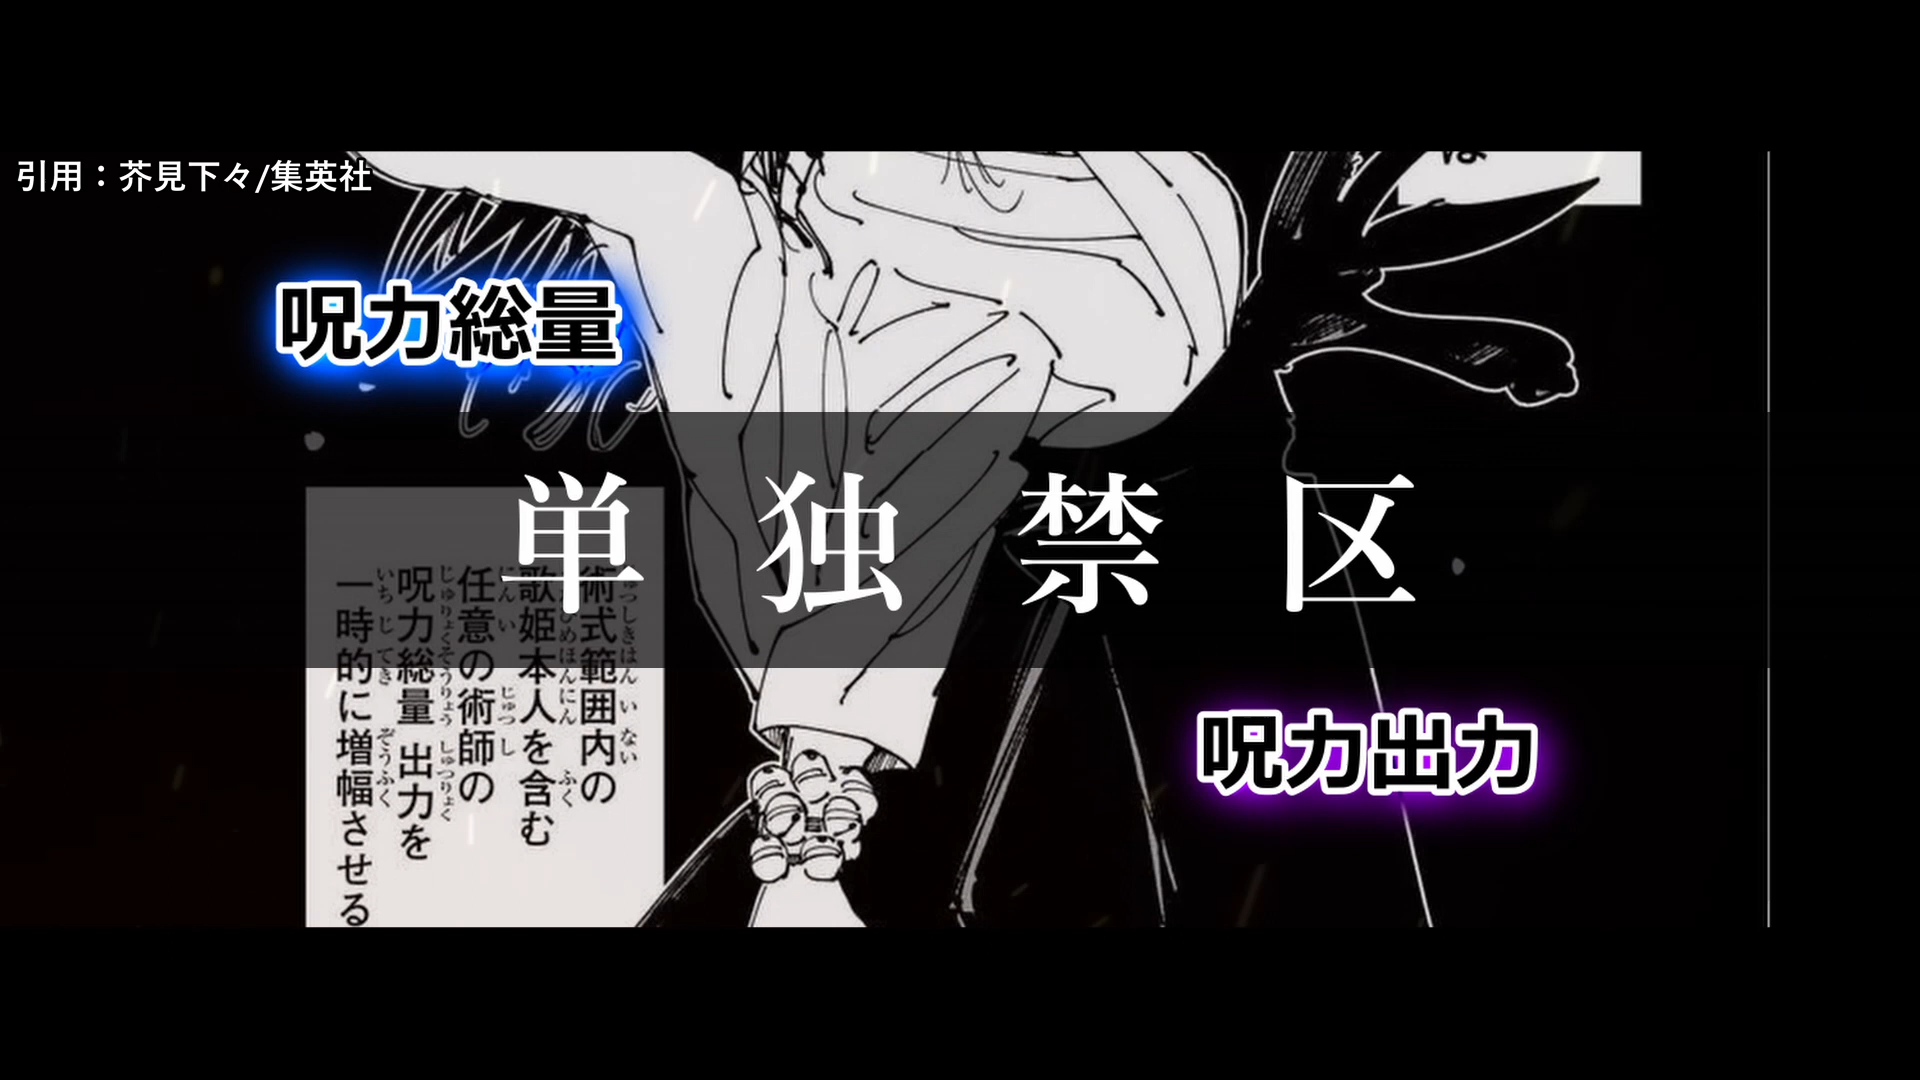 引用：芥見下々/集英社
呪力総量
単独禁区
術式範囲内の
歌姫本人を含む
任意の術師の
呪力総量 出力を
一時的に増幅させる
呪力出力